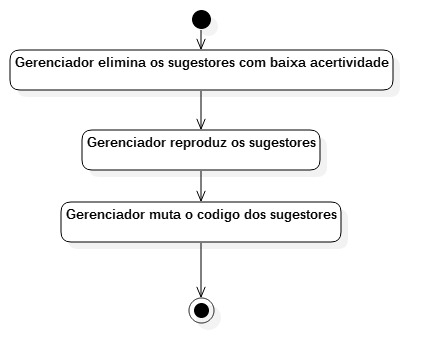 Gerenciador elimina os sugestores com baixa acertividade
Gerenciador reproduz os sugestores
Gerenciador muta o codigo dos sugestores